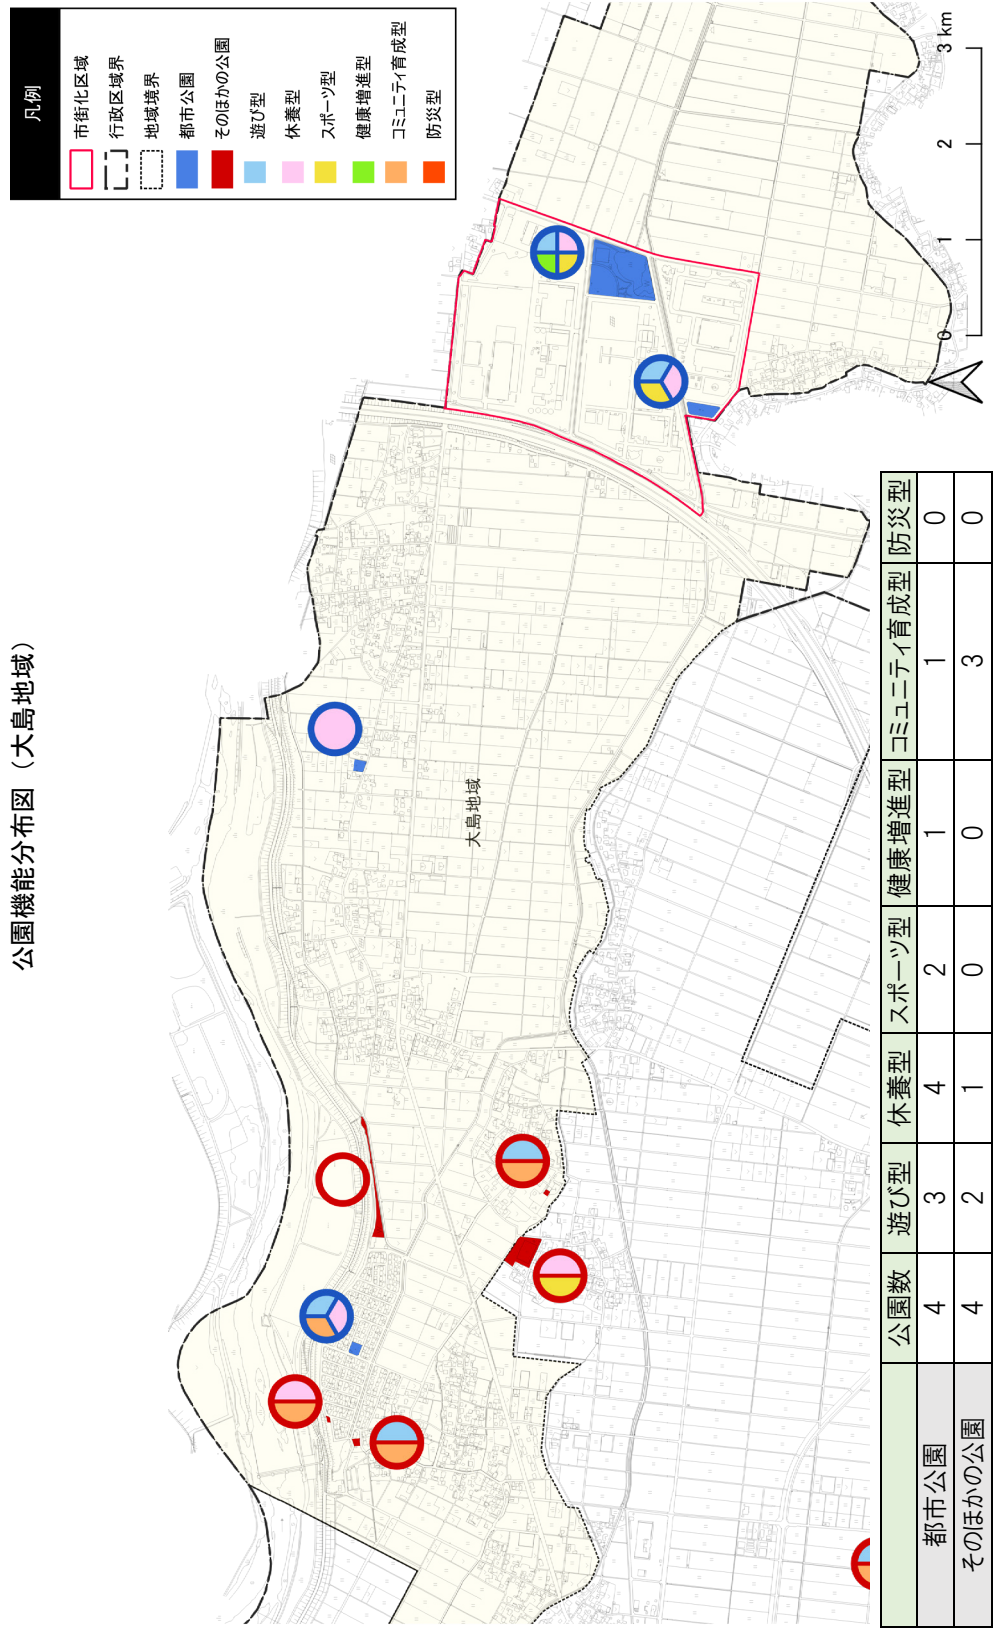 公園機能分布図（大島地域）
凡例
市街化区域
行政区域界
地域境界
都市公園
そのほかの公園
遊び型
休養型
スポーツ型
健康増進型
コミュニティ育成型
防災型
大島地域
0 1 2 3 km
公園数 遊び型 休養型 スポーツ型 健康増進型 コミュニティ育成型 防災型
都市公園 4 3 4 2 1 1 0
そのほかの公園 4 2 1 0 0 3 0